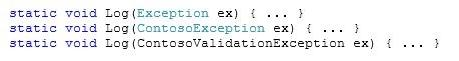 static void Log(Exception ex) { ... }
static void Log(ContosoException ex) { ... }
static void Log(ContosoValidationException ex) { ... }